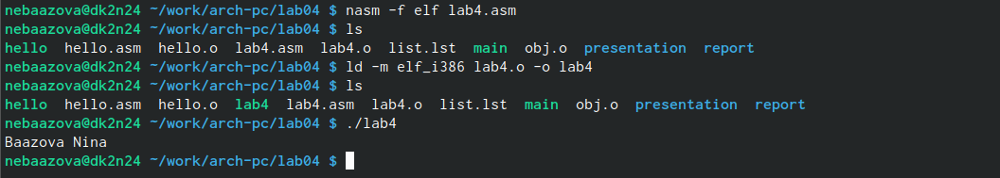 nebaazova@dk2n24 ~/work/arch-pc/lab04 $ nasm -f elf lab4.asm
nebaazova@dk2n24 ~/work/arch-pc/lab04 $ ls
hello  hello.asm  hello.o  lab4.asm  lab4.o  list.lst  main  obj.o  presentation  report
nebaazova@dk2n24 ~/work/arch-pc/lab04 $ ld -m elf_i386 lab4.o -o lab4
nebaazova@dk2n24 ~/work/arch-pc/lab04 $ ls
hello  hello.asm  hello.o  lab4  lab4.asm  lab4.o  list.lst  main  obj.o  presentation  report
nebaazova@dk2n24 ~/work/arch-pc/lab04 $ ./lab4
Baazova Nina
nebaazova@dk2n24 ~/work/arch-pc/lab04 $